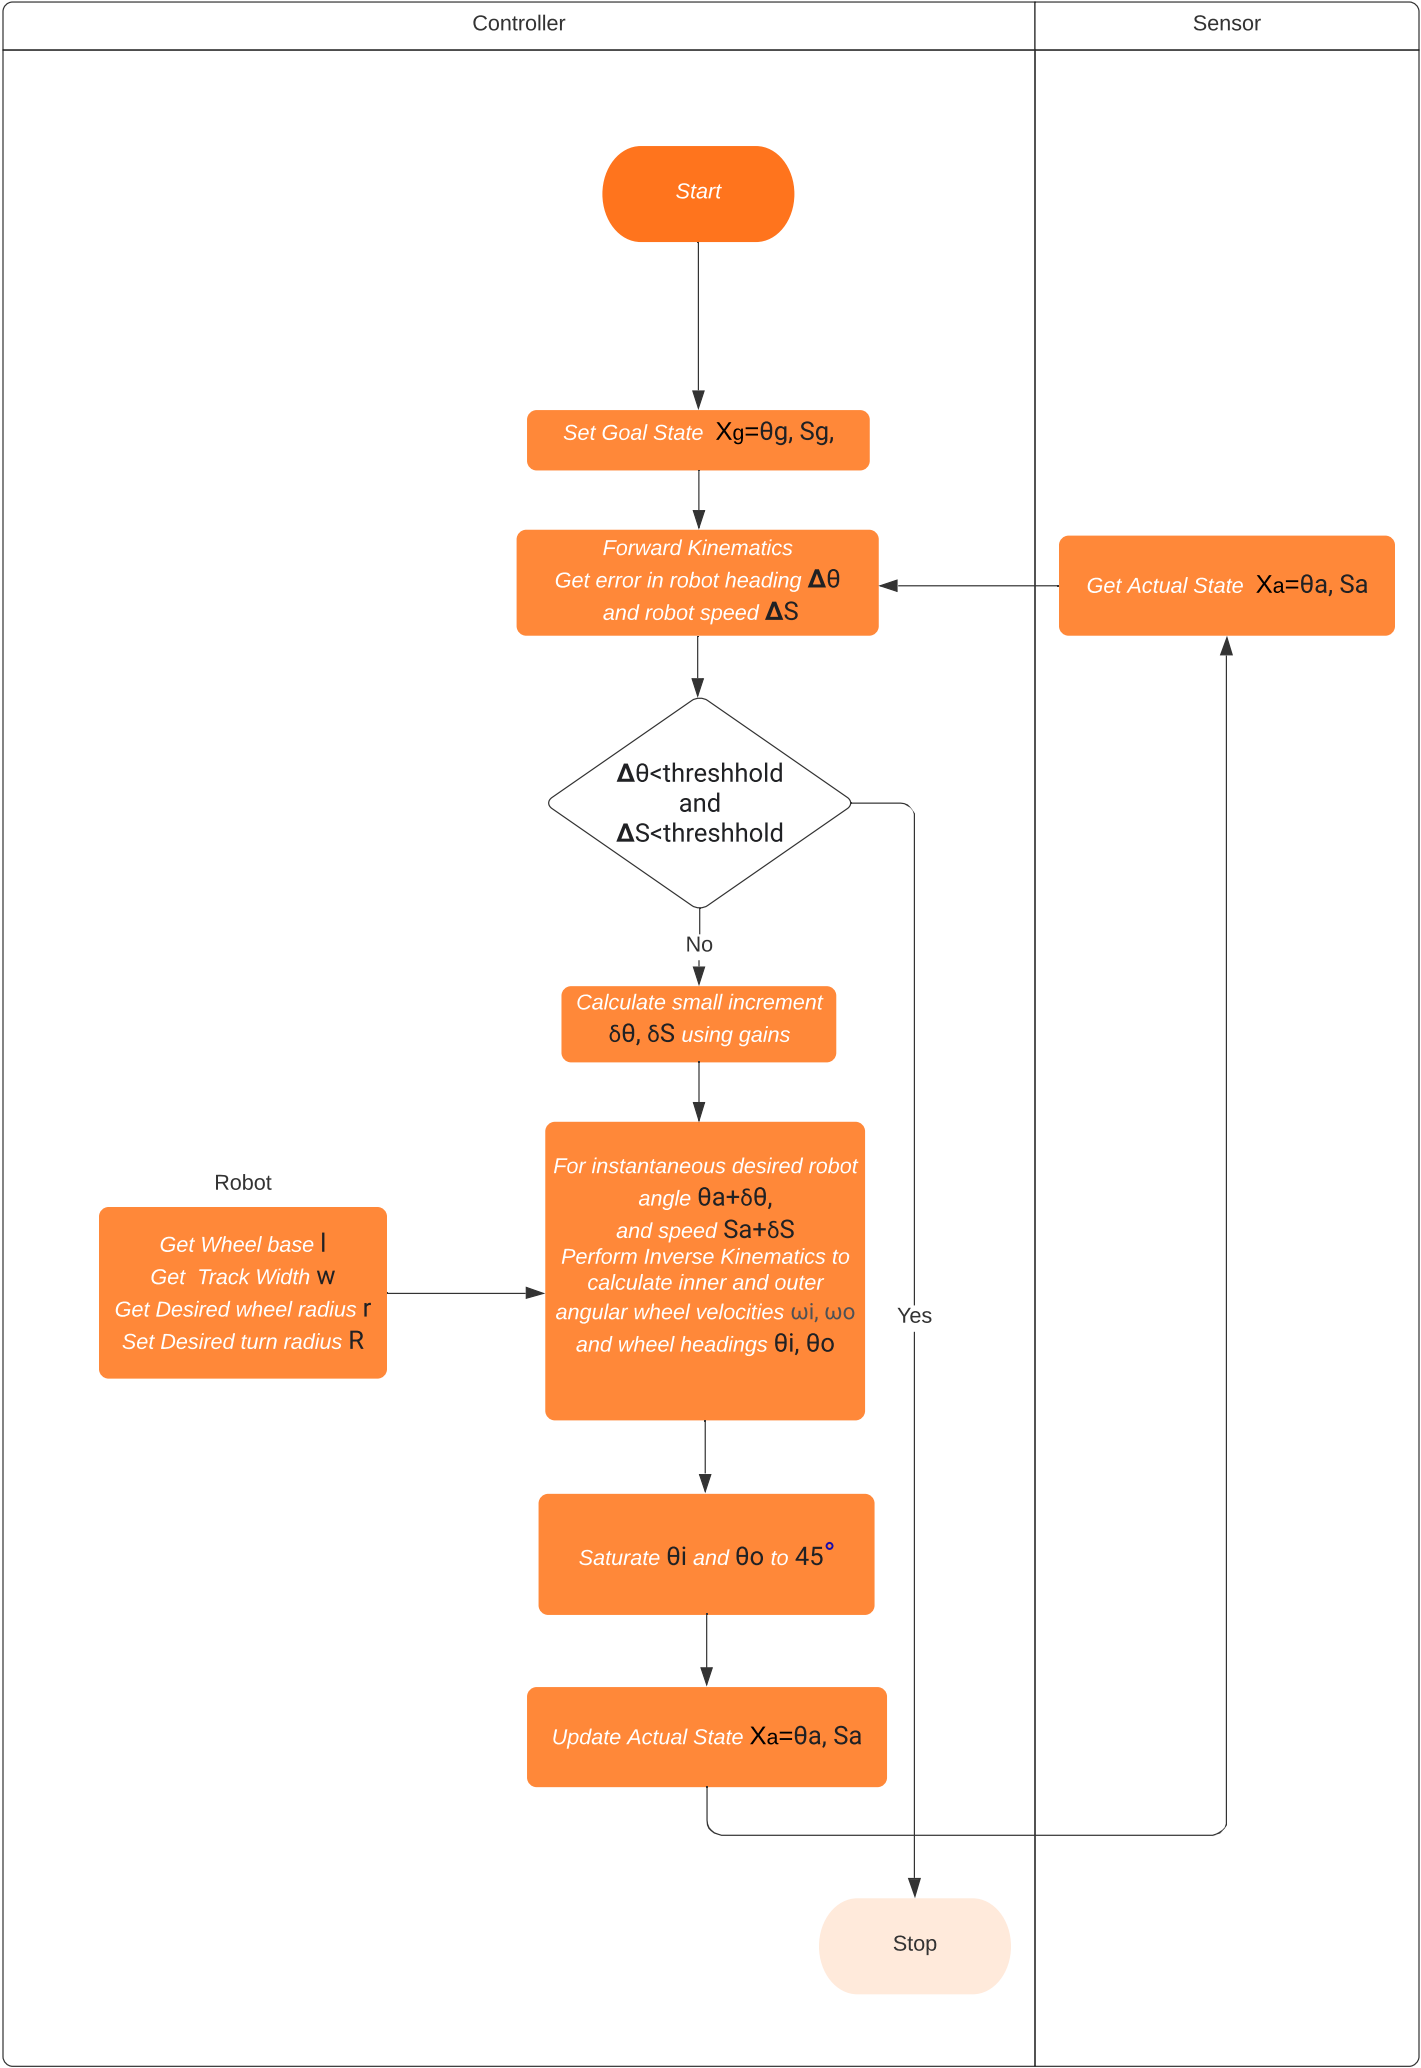 Controller
Sensor
Start
Set Goal State Xg=θg, Sg,
Forward Kinematics
Get error in robot heading Δθ
and robot speed ΔS
Get Actual State Xa=θa, Sa
Δθ<threshhold
and
ΔS<threshhold
No
Calculate small increment
δθ, δS using gains
For instantaneous desired robot
angle θa+δθ,
and speed Sa+δS
Perform Inverse Kinematics to
calculate inner and outer
angular wheel velocities ωi, ωo
and wheel headings θi, θo
Robot
Get Wheel base l
Get Track Width w
Get Desired wheel radius r
Set Desired turn radius R
Yes
Saturate θi and θo to 45°
Update Actual State Xa=θa, Sa
Stop